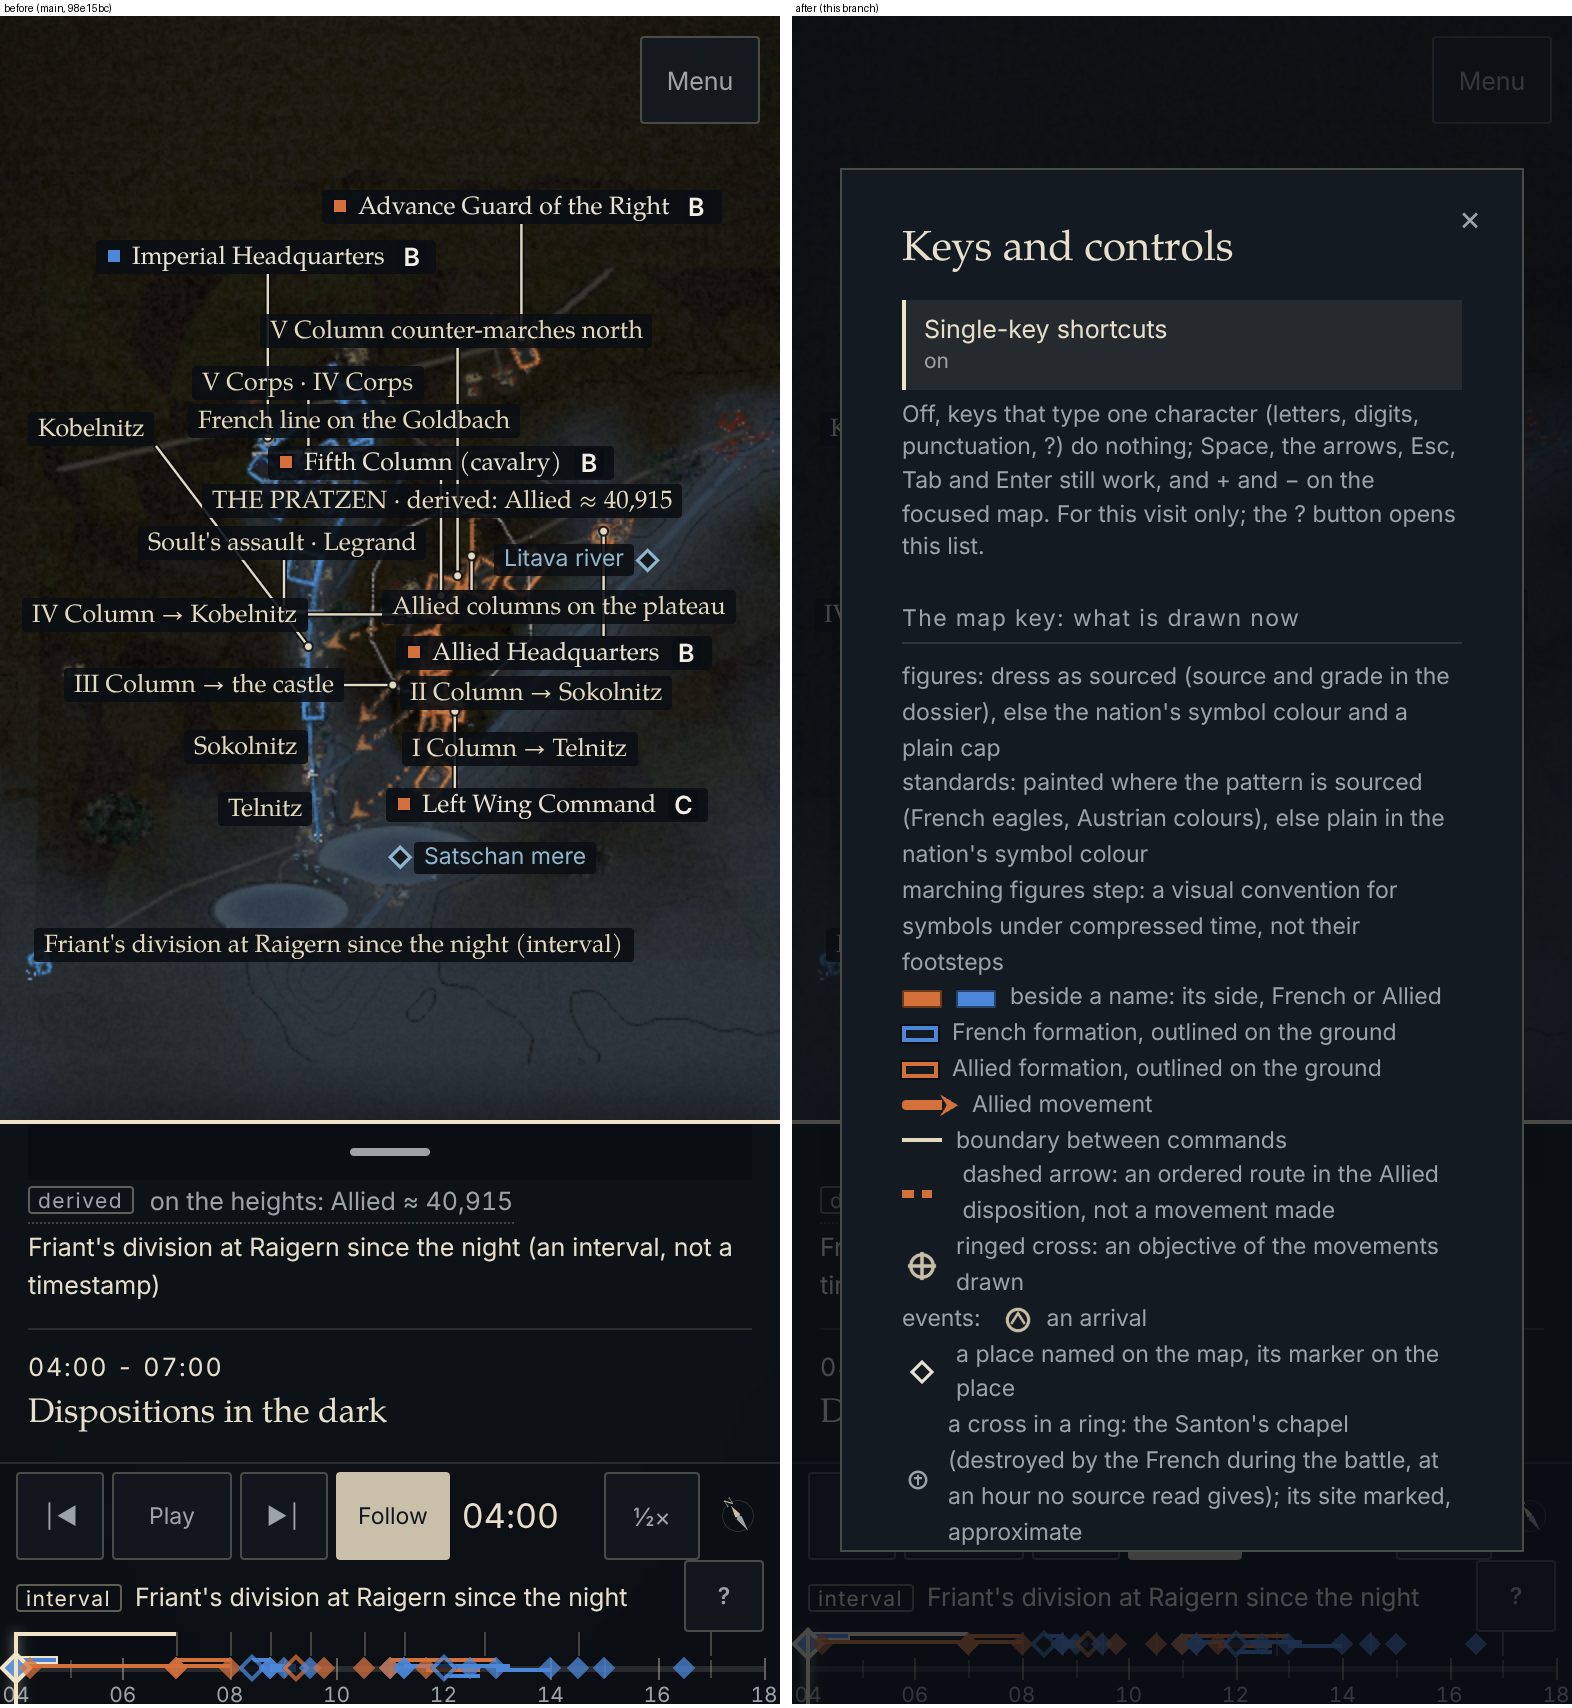 before (main, 98e15bc)
Menu
Advance Guard of the Right B
Imperial Headquarters B
V Column counter-marches north
V Corps · IV Corps
French line on the Goldbach
Kobelnitz
Fifth Column (cavalry) B
THE PRATZEN · derived: Allied ≈ 40,915
Soult's assault · Legrand
Litava river
IV Column → Kobelnitz
Allied columns on the plateau
Allied Headquarters B
III Column → the castle
II Column → Sokolnitz
Sokolnitz
I Column → Telnitz
Telnitz
Left Wing Command C
Satschan mere
Friant's division at Raigern since the night (interval)
derived on the heights: Allied ≈ 40,915
Friant's division at Raigern since the night (an interval, not a
timestamp)
04:00 - 07:00
Dispositions in the dark
Play
Follow
04:00
½×
interval Friant's division at Raigern since the night
?
04 06 08 10 12 14 16 18
after (this branch)
Menu
×
Keys and controls
Single-key shortcuts
on
Off, keys that type one character (letters, digits,
punctuation, ?) do nothing; Space, the arrows, Esc,
Tab and Enter still work, and + and − on the
focused map. For this visit only; the ? button opens
this list.
The map key: what is drawn now
figures: dress as sourced (source and grade in the
dossier), else the nation's symbol colour and a
plain cap
standards: painted where the pattern is sourced
(French eagles, Austrian colours), else plain in the
nation's symbol colour
marching figures step: a visual convention for
symbols under compressed time, not their
footsteps
beside a name: its side, French or Allied
French formation, outlined on the ground
Allied formation, outlined on the ground
Allied movement
boundary between commands
dashed arrow: an ordered route in the Allied
disposition, not a movement made
ringed cross: an objective of the movements
drawn
events: an arrival
a place named on the map, its marker on the
place
a cross in a ring: the Santon's chapel
(destroyed by the French during the battle, at
an hour no source read gives); its site marked,
approximate
interval Friant's division at Raigern since the night
?
04 06 08 10 12 14 16 18